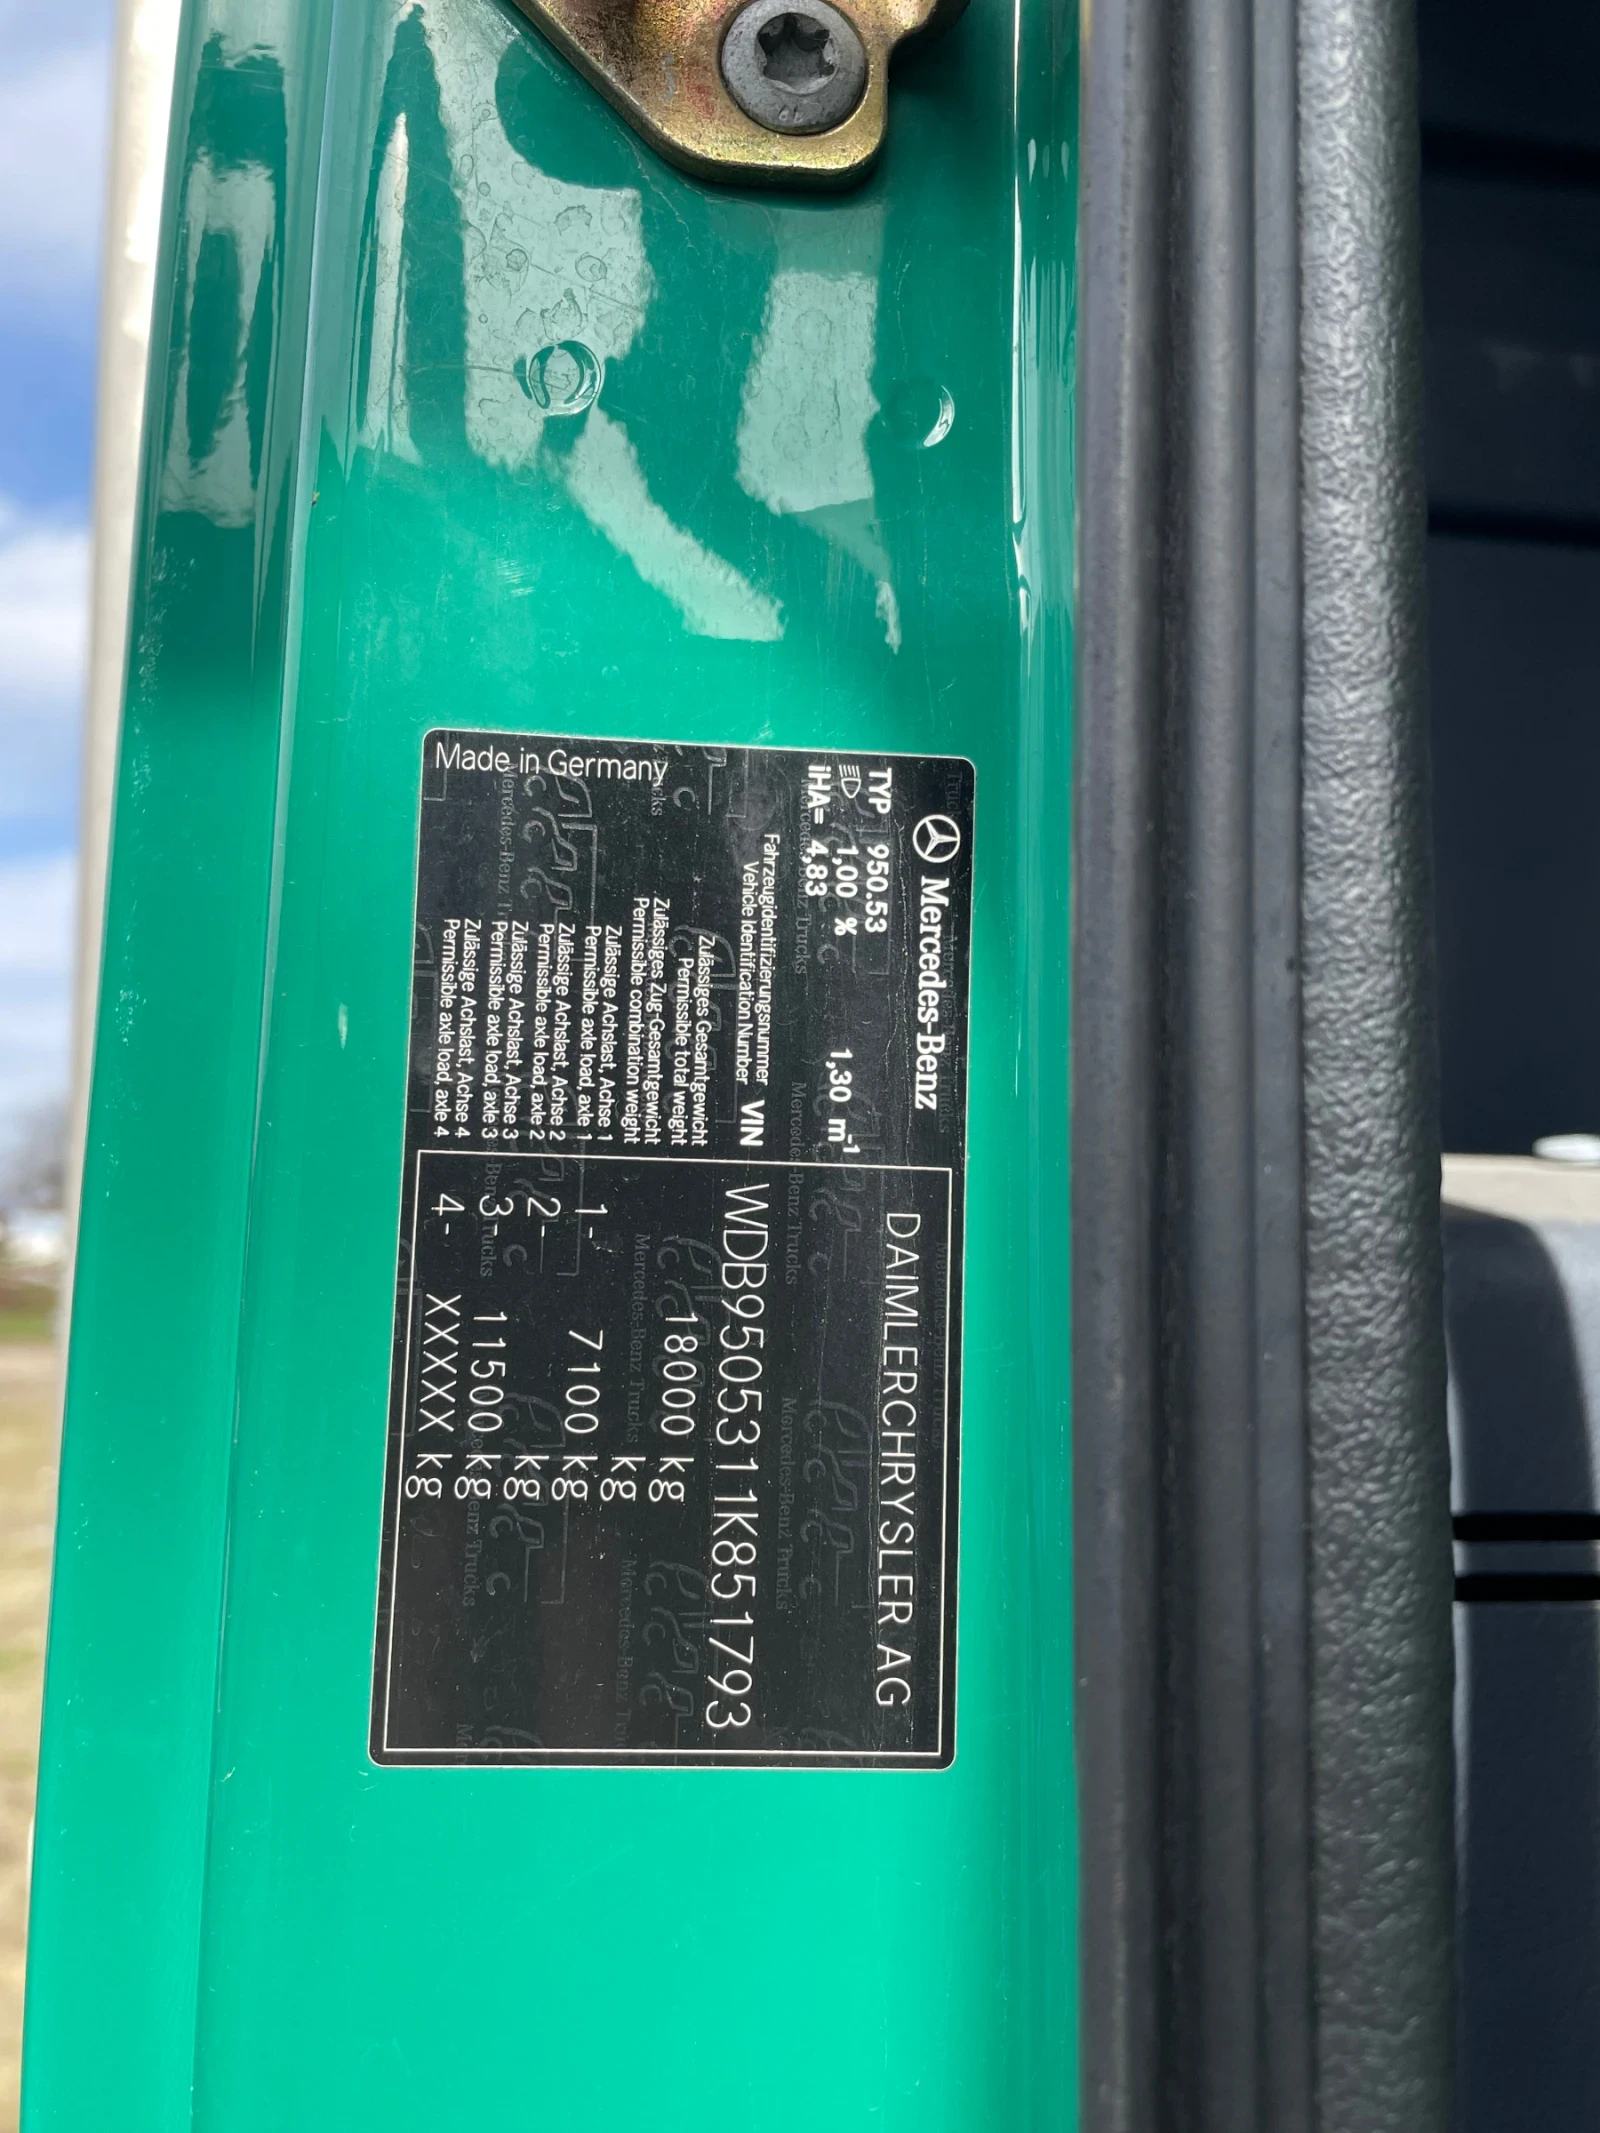 Mercedes-Benz
TYP 950.53
1,00 % 1,30 m-1
iHA= 4,83
DAIMLERCHRYSLER AG
Fahrzeugidentifizierungsnummer
Vehicle Identification Number VIN WDB9505311K851793
Zulässiges Gesamtgewicht
Permissible total weight 18000 kg
Zulässiges Zug-Gesamtgewicht
Permissible combination weight kg
Zulässige Achslast, Achse 1
Permissible axle load, axle 1 1- 7100 kg
Zulässige Achslast, Achse 2
Permissible axle load, axle 2 2- kg
Zulässige Achslast, Achse 3
Permissible axle load, axle 3 3- 11500 kg
Zulässige Achslast, Achse 4
Permissible axle load, axle 4 4- XXXXX kg
Made in Germany